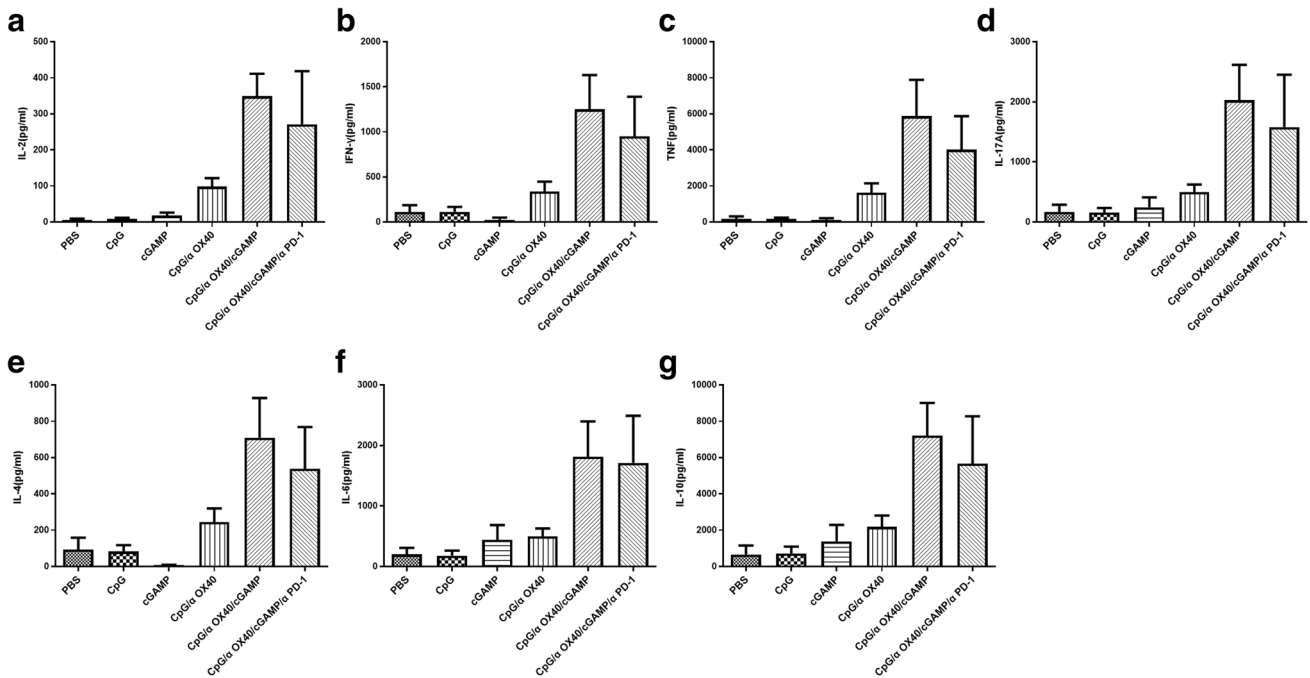 a
IL-2(pg/ml)
500
400
300
200
100
0
PBS
CpG
cGAMP
CpG/α OX40
CpG/α OX40/cGAMP
CpG/α OX40/cGAMP/α PD-1
b
IFN-γ(pg/ml)
2000
1500
1000
500
0
PBS
CpG
cGAMP
CpG/α OX40
CpG/α OX40/cGAMP
CpG/α OX40/cGAMP/α PD-1
c
TNF(pg/ml)
10000
8000
6000
4000
2000
0
PBS
CpG
cGAMP
CpG/α OX40
CpG/α OX40/cGAMP
CpG/α OX40/cGAMP/α PD-1
d
IL-17A(pg/ml)
3000
2000
1000
0
PBS
CpG
cGAMP
CpG/α OX40
CpG/α OX40/cGAMP
CpG/α OX40/cGAMP/α PD-1
e
IL-4(pg/ml)
1000
800
600
400
200
0
PBS
CpG
cGAMP
CpG/α OX40
CpG/α OX40/cGAMP
CpG/α OX40/cGAMP/α PD-1
f
IL-6(pg/ml)
3000
2000
1000
0
PBS
CpG
cGAMP
CpG/α OX40
CpG/α OX40/cGAMP
CpG/α OX40/cGAMP/α PD-1
g
IL-10(pg/ml)
10000
8000
6000
4000
2000
0
PBS
CpG
cGAMP
CpG/α OX40
CpG/α OX40/cGAMP
CpG/α OX40/cGAMP/α PD-1